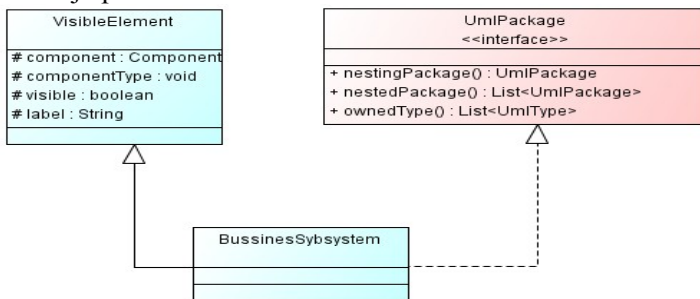 VisibleElement
# component : Component
# componentType : void
# visible : boolean
# label : String
UmlPackage
<<interface>>
+ nestingPackage() : UmlPackage
+ nestedPackage() : List<UmlPackage>
+ ownedType() : List<UmlType>
BussinesSybsystem